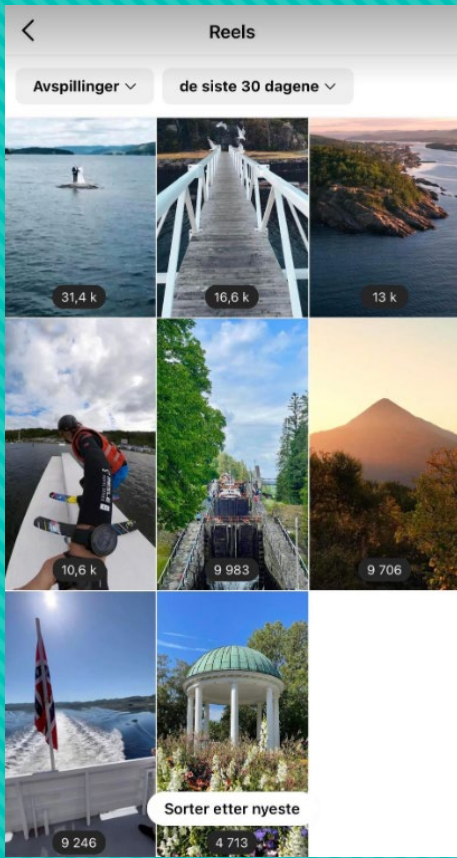 Reels
Avspillinger
de siste 30 dagene
31,4 k
16,6 k
13 k
10,6 k
9 983
9 706
9 246
4 713
Sorter etter nyeste